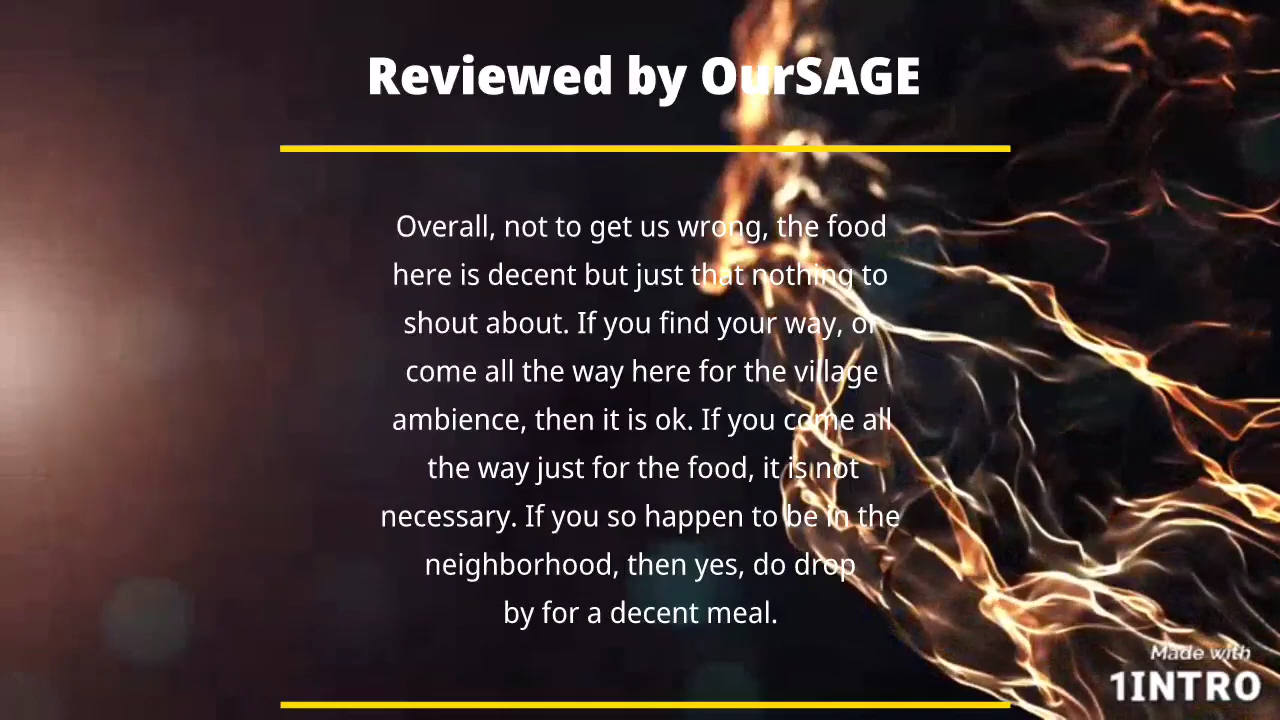 Reviewed by OurSAGE
Overall, not to get us wrong, the food
here is decent but just that nothing to
shout about. If you find your way, or
come all the way here for the village
ambience, then it is ok. If you come all
the way just for the food, it is not
necessary. If you so happen to be in the
neighborhood, then yes, do drop
by for a decent meal.
Made with
1INTRO